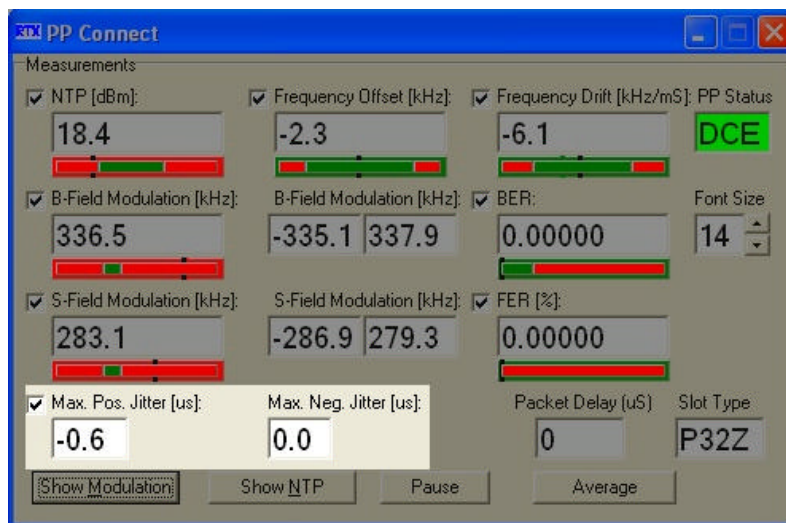 RTX PP Connect
Measurements
NTP [dBm]: Frequency Offset [kHz]: Frequency Drift [kHz/mS]: PP Status
18.4 -2.3 -6.1 DCE
B-Field Modulation [kHz]: B-Field Modulation [kHz]: BER: Font Size
336.5 -335.1 337.9 0.00000 14
S-Field Modulation [kHz]: S-Field Modulation [kHz]: FER [%]:
283.1 -286.9 279.3 0.00000
Max. Pos. Jitter [us]: Max. Neg. Jitter [us]: Packet Delay (uS) Slot Type
-0.6 0.0 0 P32Z
Show Modulation Show NTP Pause Average